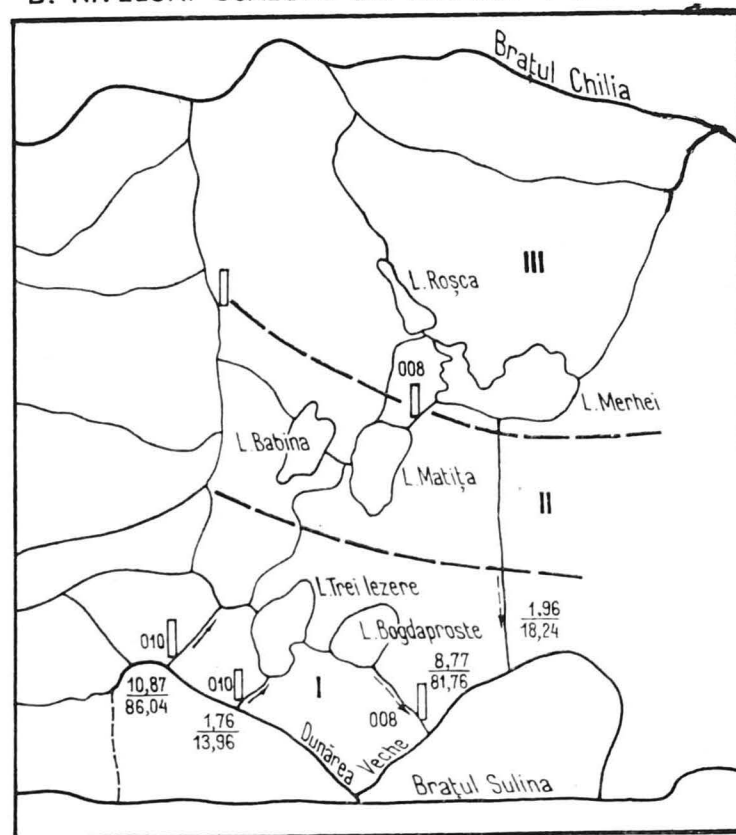 Brațul Chilia
III
L.Roșca
008
L.Merhei
L.Babina
L.Matița
II
L.Trei Iezere
L.Bogdaproste
1,96
18,24
010
8,77
81,76
010
I
10,87
86,04
008
1,76
13,96
Dunărea Veche
Brațul Sulina